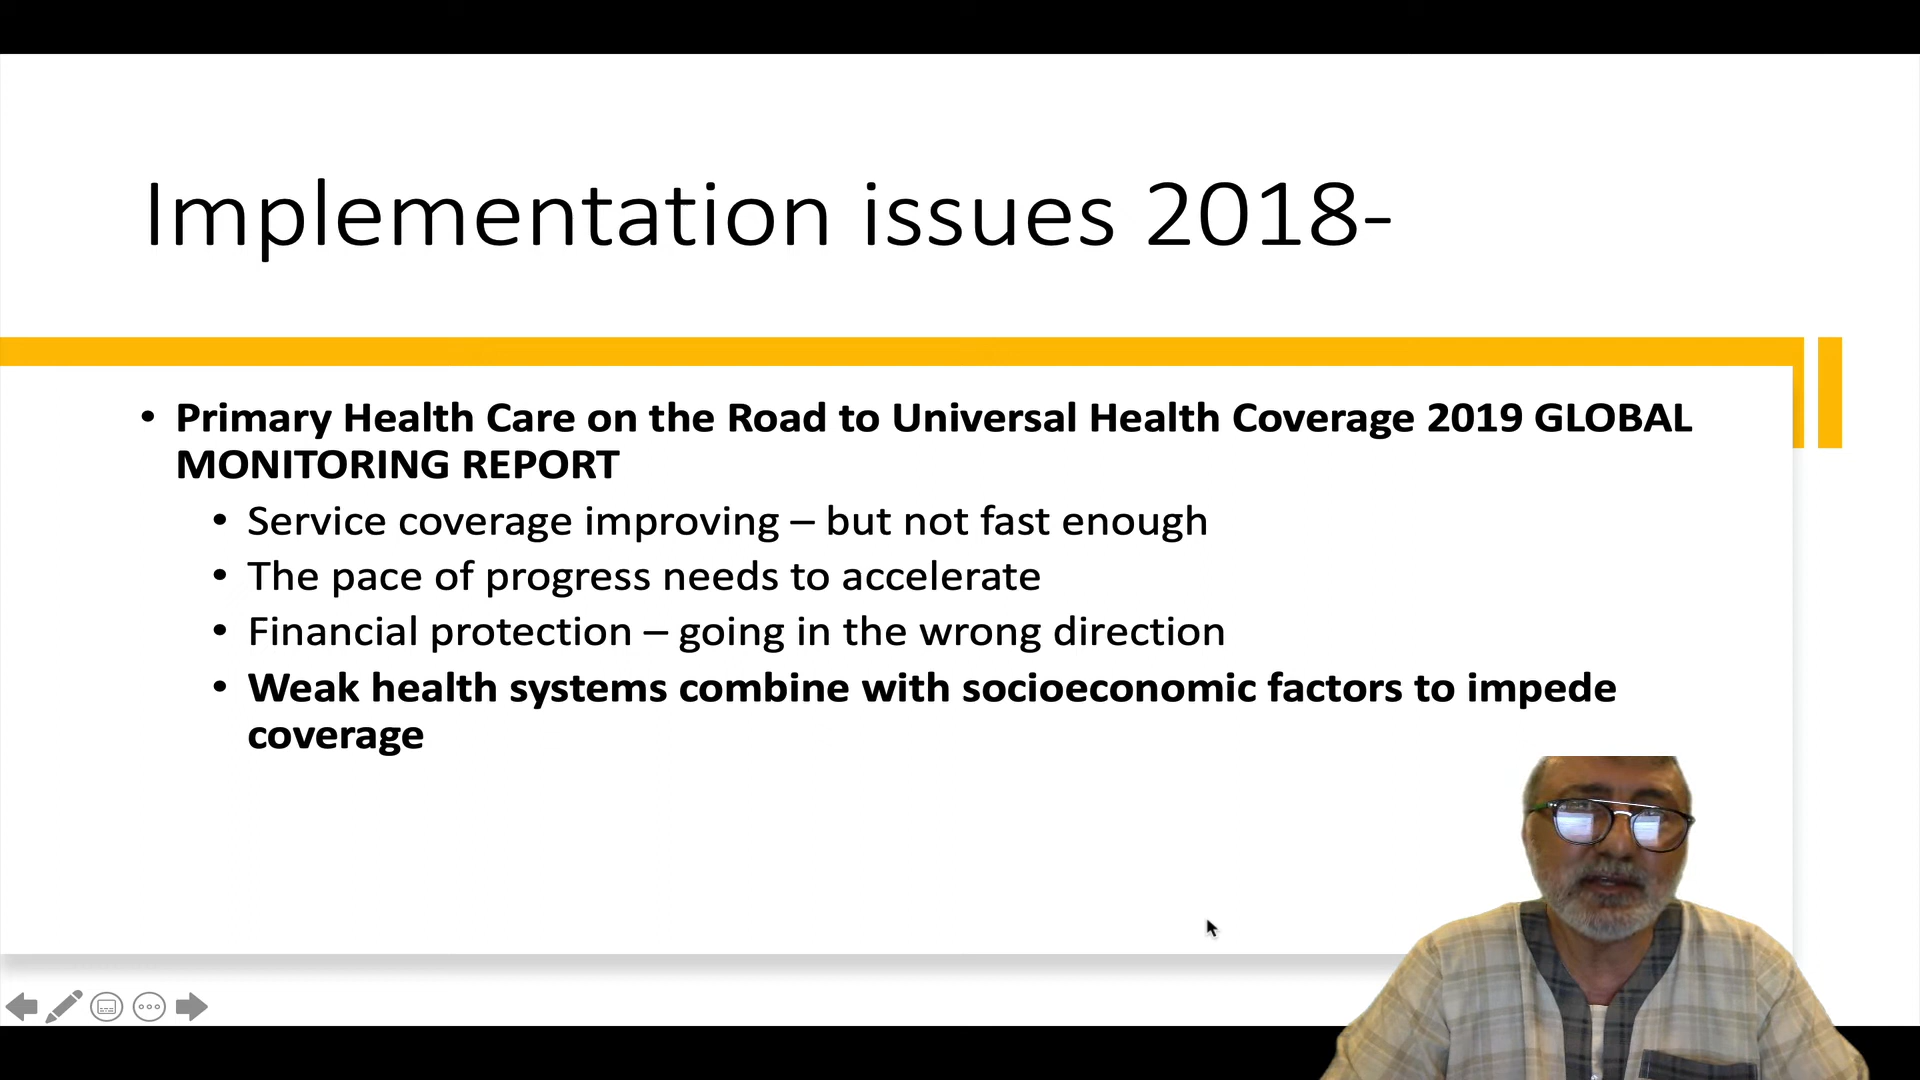 Implementation issues 2018-
• Primary Health Care on the Road to Universal Health Coverage 2019 GLOBAL
MONITORING REPORT
• Service coverage improving – but not fast enough
• The pace of progress needs to accelerate
• Financial protection – going in the wrong direction
• Weak health systems combine with socioeconomic factors to impede
coverage